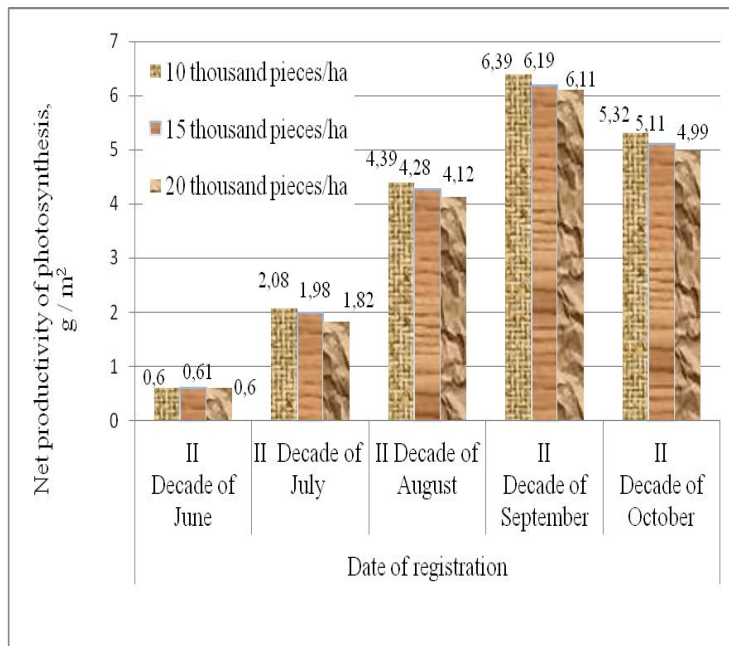 Net productivity of photosynthesis,
g / m²
7
6
5
4
3
2
1
0
10 thousand pieces/ha
15 thousand pieces/ha
20 thousand pieces/ha
0,6
0,61
0,6
2,08
1,98
1,82
4,39
4,28
4,12
6,39
6,19
6,11
5,32
5,11
4,99
II
Decade of
June
II Decade of
July
II Decade of
August
II
Decade of
September
II
Decade of
October
Date of registration